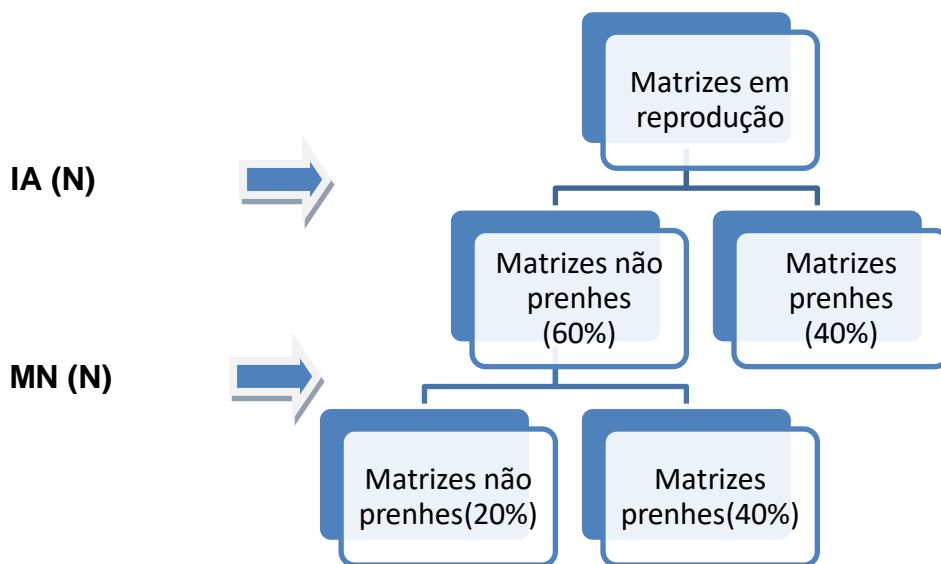 Matrizes em
reprodução
IA (N)
Matrizes não
prenhes
(60%)
Matrizes
prenhes
(40%)
MN (N)
Matrizes não
prenhes(20%)
Matrizes
prenhes(40%)